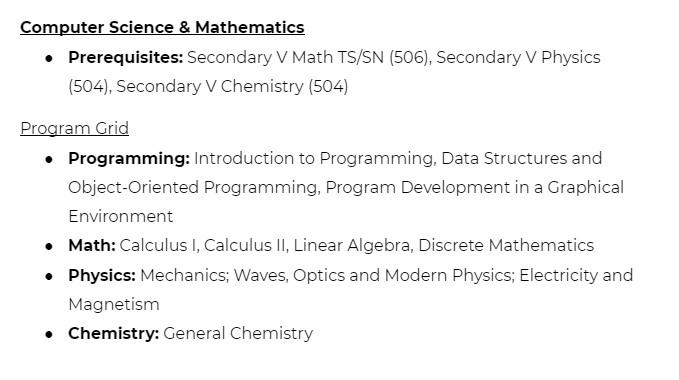 Computer Science & Mathematics
● Prerequisites: Secondary V Math TS/SN (506), Secondary V Physics
(504), Secondary V Chemistry (504)
Program Grid
● Programming: Introduction to Programming, Data Structures and
Object-Oriented Programming, Program Development in a Graphical
Environment
● Math: Calculus I, Calculus II, Linear Algebra, Discrete Mathematics
● Physics: Mechanics; Waves, Optics and Modern Physics; Electricity and
Magnetism
● Chemistry: General Chemistry